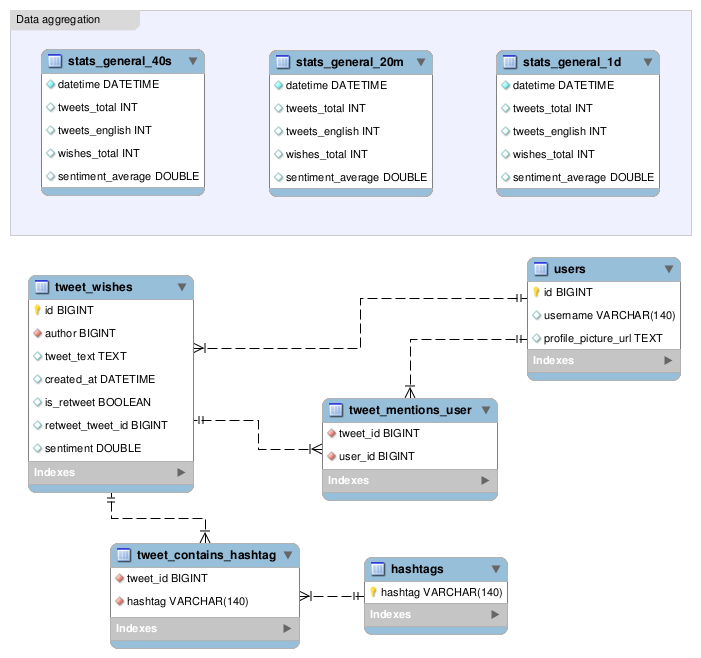 Data aggregation
stats_general_40s
datetime DATETIME
tweets_total INT
tweets_english INT
wishes_total INT
sentiment_average DOUBLE
stats_general_20m
datetime DATETIME
tweets_total INT
tweets_english INT
wishes_total INT
sentiment_average DOUBLE
stats_general_1d
datetime DATETIME
tweets_total INT
tweets_english INT
wishes_total INT
sentiment_average DOUBLE
tweet_wishes
id BIGINT
author BIGINT
tweet_text TEXT
created_at DATETIME
is_retweet BOOLEAN
retweet_tweet_id BIGINT
sentiment DOUBLE
Indexes
users
id BIGINT
username VARCHAR(140)
profile_picture_url TEXT
Indexes
tweet_mentions_user
tweet_id BIGINT
user_id BIGINT
Indexes
tweet_contains_hashtag
tweet_id BIGINT
hashtag VARCHAR(140)
Indexes
hashtags
hashtag VARCHAR(140)
Indexes